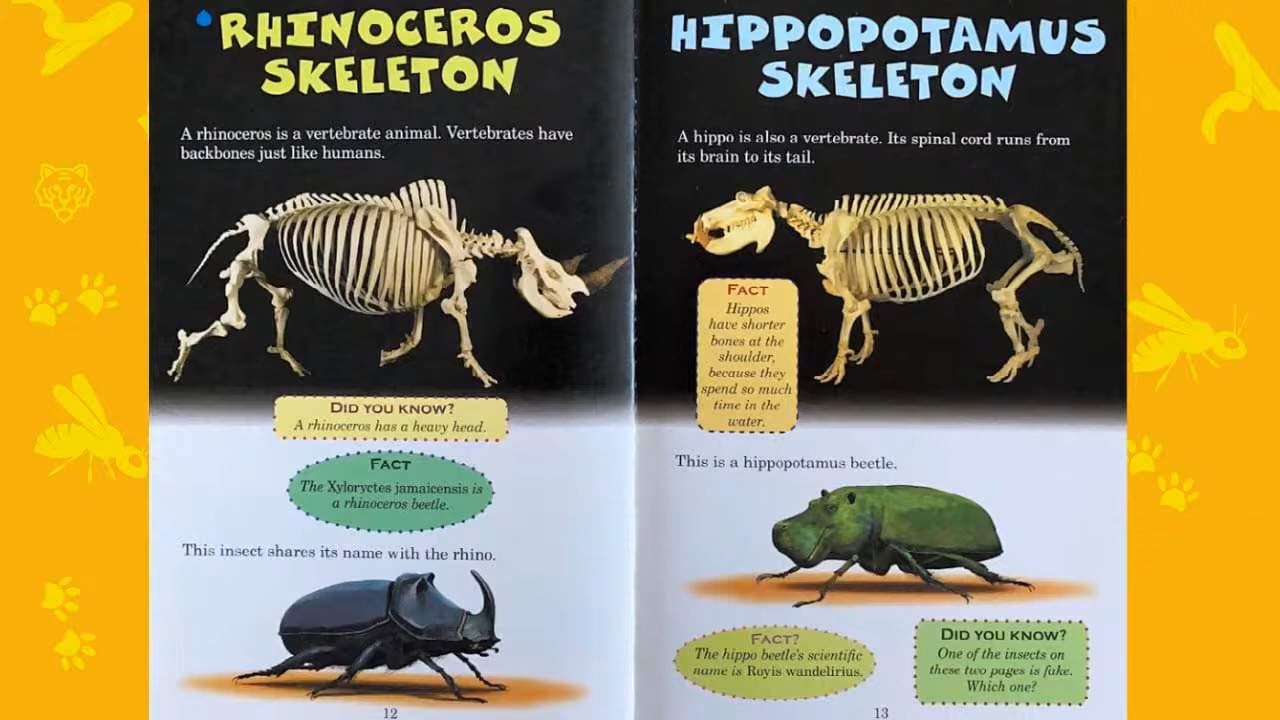 RHINOCEROS
SKELETON
A rhinoceros is a vertebrate animal. Vertebrates have
backbones just like humans.
DID YOU KNOW?
A rhinoceros has a heavy head.
FACT
The Xyloryctes jamaicensis is
a rhinoceros beetle.
This insect shares its name with the rhino.
12
HIPPOPOTAMUS
SKELETON
A hippo is also a vertebrate. Its spinal cord runs from
its brain to its tail.
FACT
Hippos
have shorter
bones at the
shoulder,
because they
spend so much
time in the
water.
This is a hippopotamus beetle.
FACT?
The hippo beetle's scientific
name is Royis wandelirius.
DID YOU KNOW?
One of the insects on
these two pages is fake.
Which one?
13